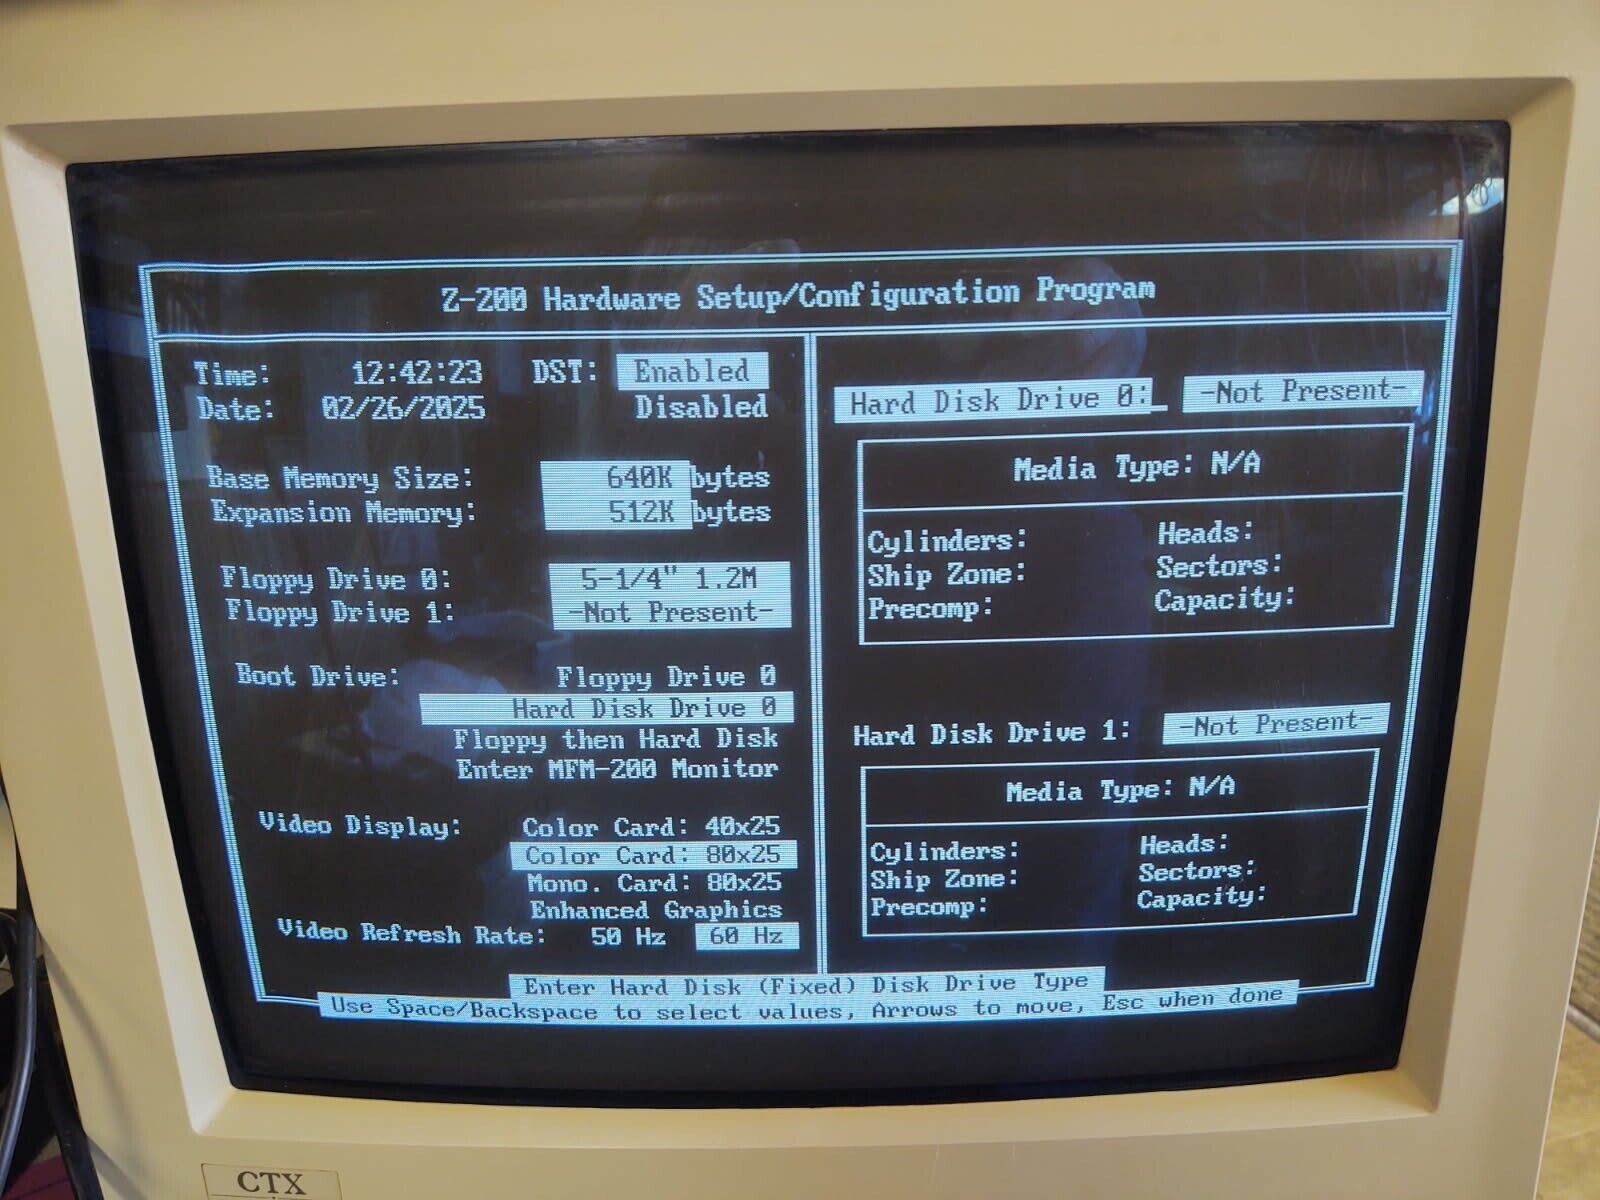 Z-200 Hardware Setup/Configuration Program
Time: 12:42:23 DST: Enabled
Date: 02/26/2025 Disabled
Base Memory Size: 640K bytes
Expansion Memory: 512K bytes
Floppy Drive 0: 5-1/4" 1.2M
Floppy Drive 1: -Not Present-
Boot Drive: Floppy Drive 0
Hard Disk Drive 0
Floppy then Hard Disk
Enter MFM-200 Monitor
Video Display: Color Card: 40x25
Color Card: 80x25
Mono. Card: 80x25
Enhanced Graphics
Video Refresh Rate: 50 Hz 60 Hz
Hard Disk Drive 0: -Not Present-
Media Type: N/A
Cylinders: Heads:
Ship Zone: Sectors:
Precomp: Capacity:
Hard Disk Drive 1: -Not Present-
Media Type: N/A
Cylinders: Heads:
Ship Zone: Sectors:
Precomp: Capacity:
Enter Hard Disk (Fixed) Disk Drive Type
Use Space/Backspace to select values, Arrows to move, Esc when done
CTX